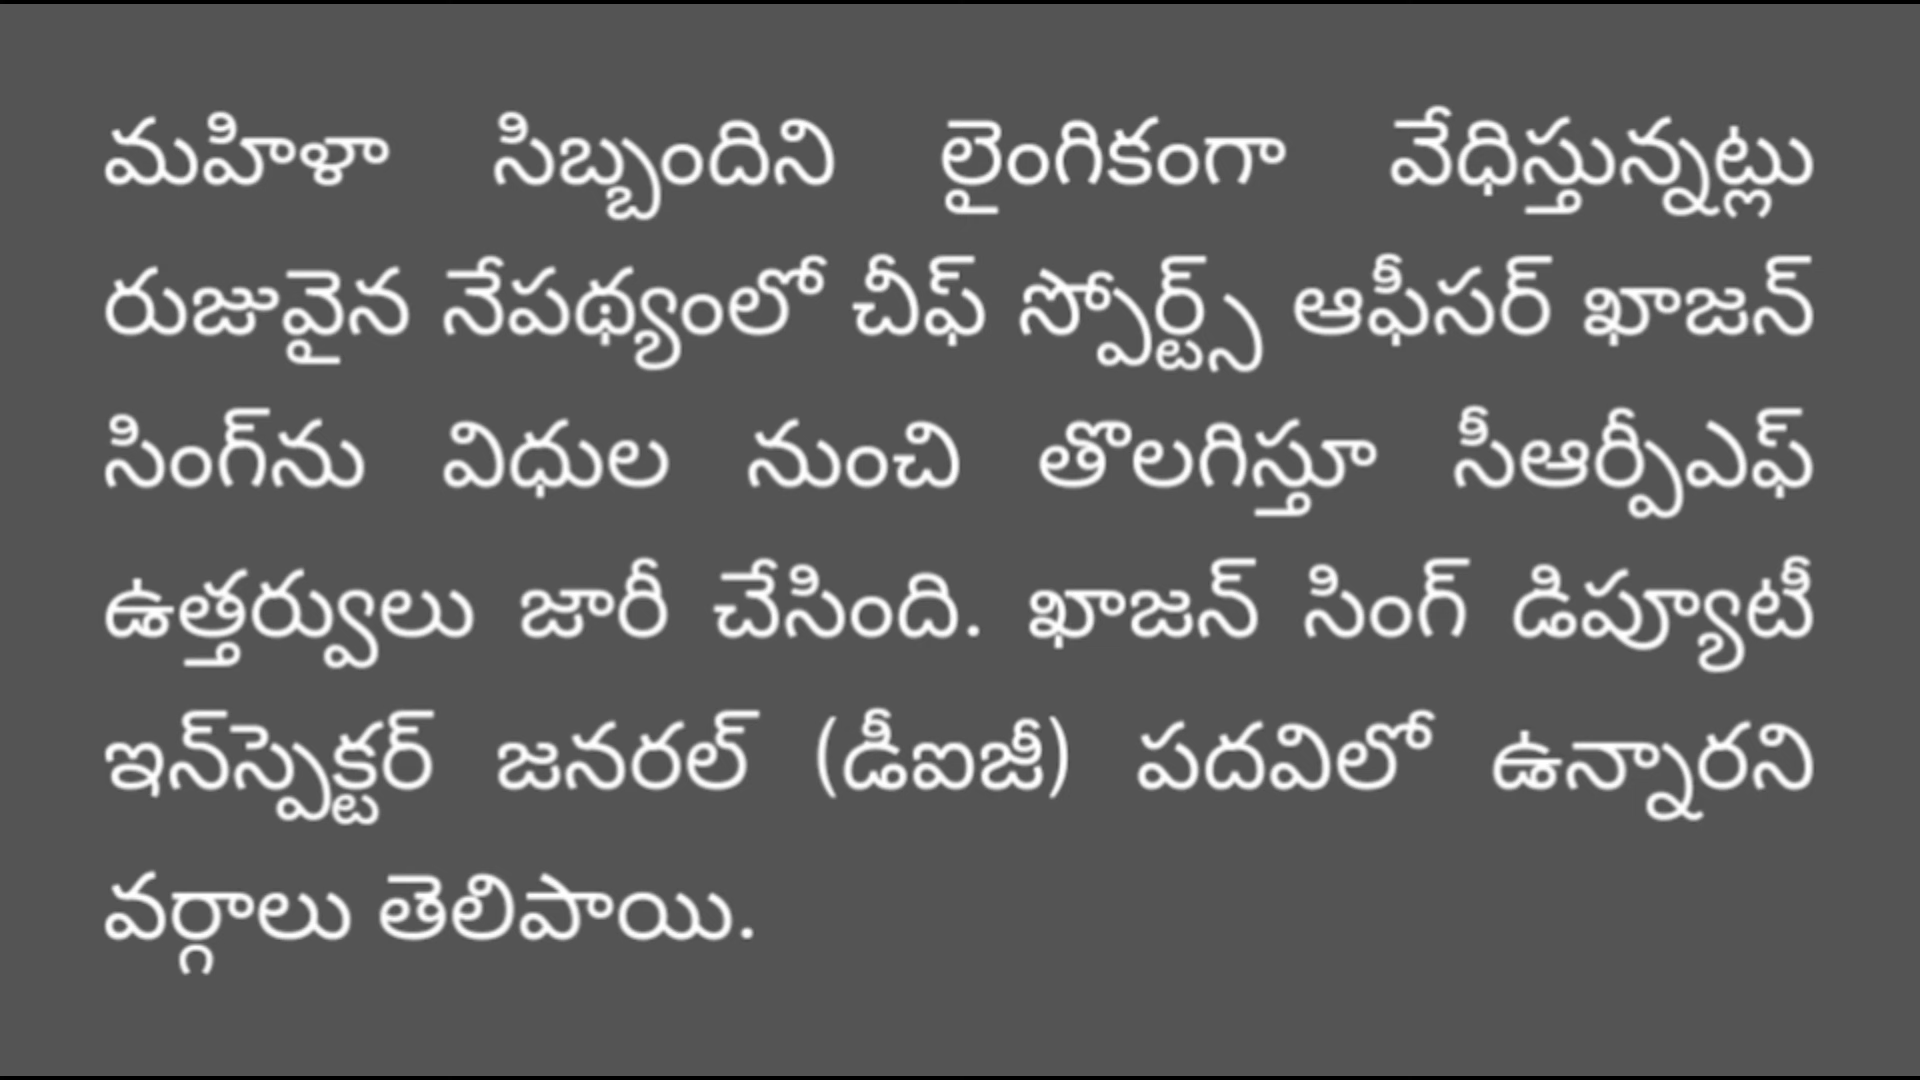 మహిళా సిబ్బందిని లైంగికంగా వేధిస్తున్నట్లు
రుజువైన నేపథ్యంలో చీఫ్ స్పోర్ట్స్ ఆఫీసర్ ఖాజన్
సింగ్‌ను విధుల నుంచి తొలగిస్తూ సీఆర్పీఎఫ్
ఉత్తర్వులు జారీ చేసింది. ఖాజన్ సింగ్ డిప్యూటీ
ఇన్‌స్పెక్టర్ జనరల్ (డీఐజీ) పదవిలో ఉన్నారని
వర్గాలు తెలిపాయి.